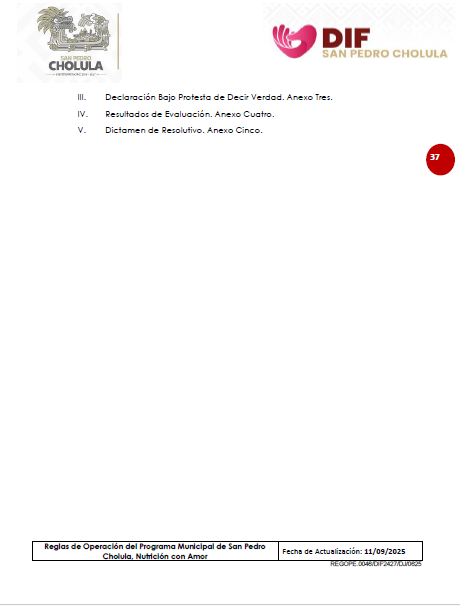 SAN PEDRO
CHOLULA
DIF
SAN PEDRO CHOLULA
III. Declaración Bajo Protesta de Decir Verdad. Anexo Tres.
IV. Resultados de Evaluación. Anexo Cuatro.
V. Dictamen de Resolutivo. Anexo Cinco.
37
Reglas de Operación del Programa Municipal de San Pedro
Cholula, Nutrición con Amor
Fecha de Actualización: 11/09/2025
REGOPE.0046/DIF2427/DJ/0625